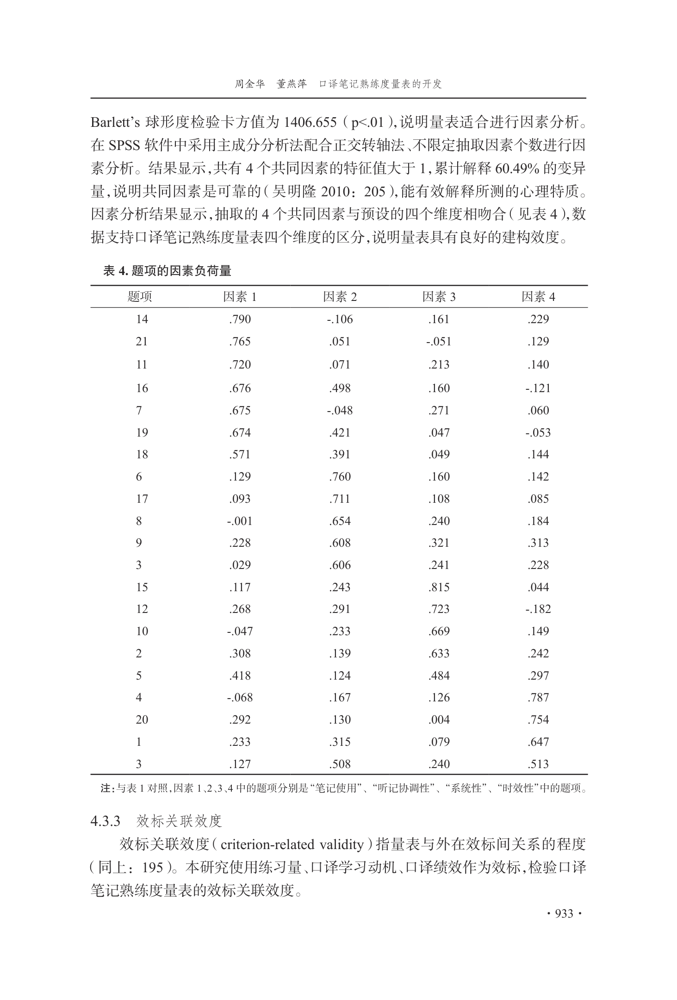 周金华　董燕萍　口译笔记熟练度量表的开发
Barlett’s 球形度检验卡方值为 1406.655（p<.01），说明量表适合进行因素分析。
在 SPSS 软件中采用主成分分析法配合正交转轴法、不限定抽取因素个数进行因
素分析。结果显示，共有 4 个共同因素的特征值大于 1，累计解释 60.49% 的变异
量，说明共同因素是可靠的（吴明隆 2010：205），能有效解释所测的心理特质。
因素分析结果显示，抽取的 4 个共同因素与预设的四个维度相吻合（见表 4），数
据支持口译笔记熟练度量表四个维度的区分，说明量表具有良好的建构效度。
表 4. 题项的因素负荷量
题项 因素 1 因素 2 因素 3 因素 4
14 .790 -.106 .161 .229
21 .765 .051 -.051 .129
11 .720 .071 .213 .140
16 .676 .498 .160 -.121
7 .675 -.048 .271 .060
19 .674 .421 .047 -.053
18 .571 .391 .049 .144
6 .129 .760 .160 .142
17 .093 .711 .108 .085
8 -.001 .654 .240 .184
9 .228 .608 .321 .313
3 .029 .606 .241 .228
15 .117 .243 .815 .044
12 .268 .291 .723 -.182
10 -.047 .233 .669 .149
2 .308 .139 .633 .242
5 .418 .124 .484 .297
4 -.068 .167 .126 .787
20 .292 .130 .004 .754
1 .233 .315 .079 .647
3 .127 .508 .240 .513
注：与表 1 对照，因素 1、2、3、4 中的题项分别是“笔记使用”、“听记协调性”、“系统性”、“时效性”中的题项。
4.3.3　效标关联效度
效标关联效度（criterion-related validity）指量表与外在效标间关系的程度
（同上：195）。本研究使用练习量、口译学习动机、口译绩效作为效标，检验口译
笔记熟练度量表的效标关联效度。
·933·